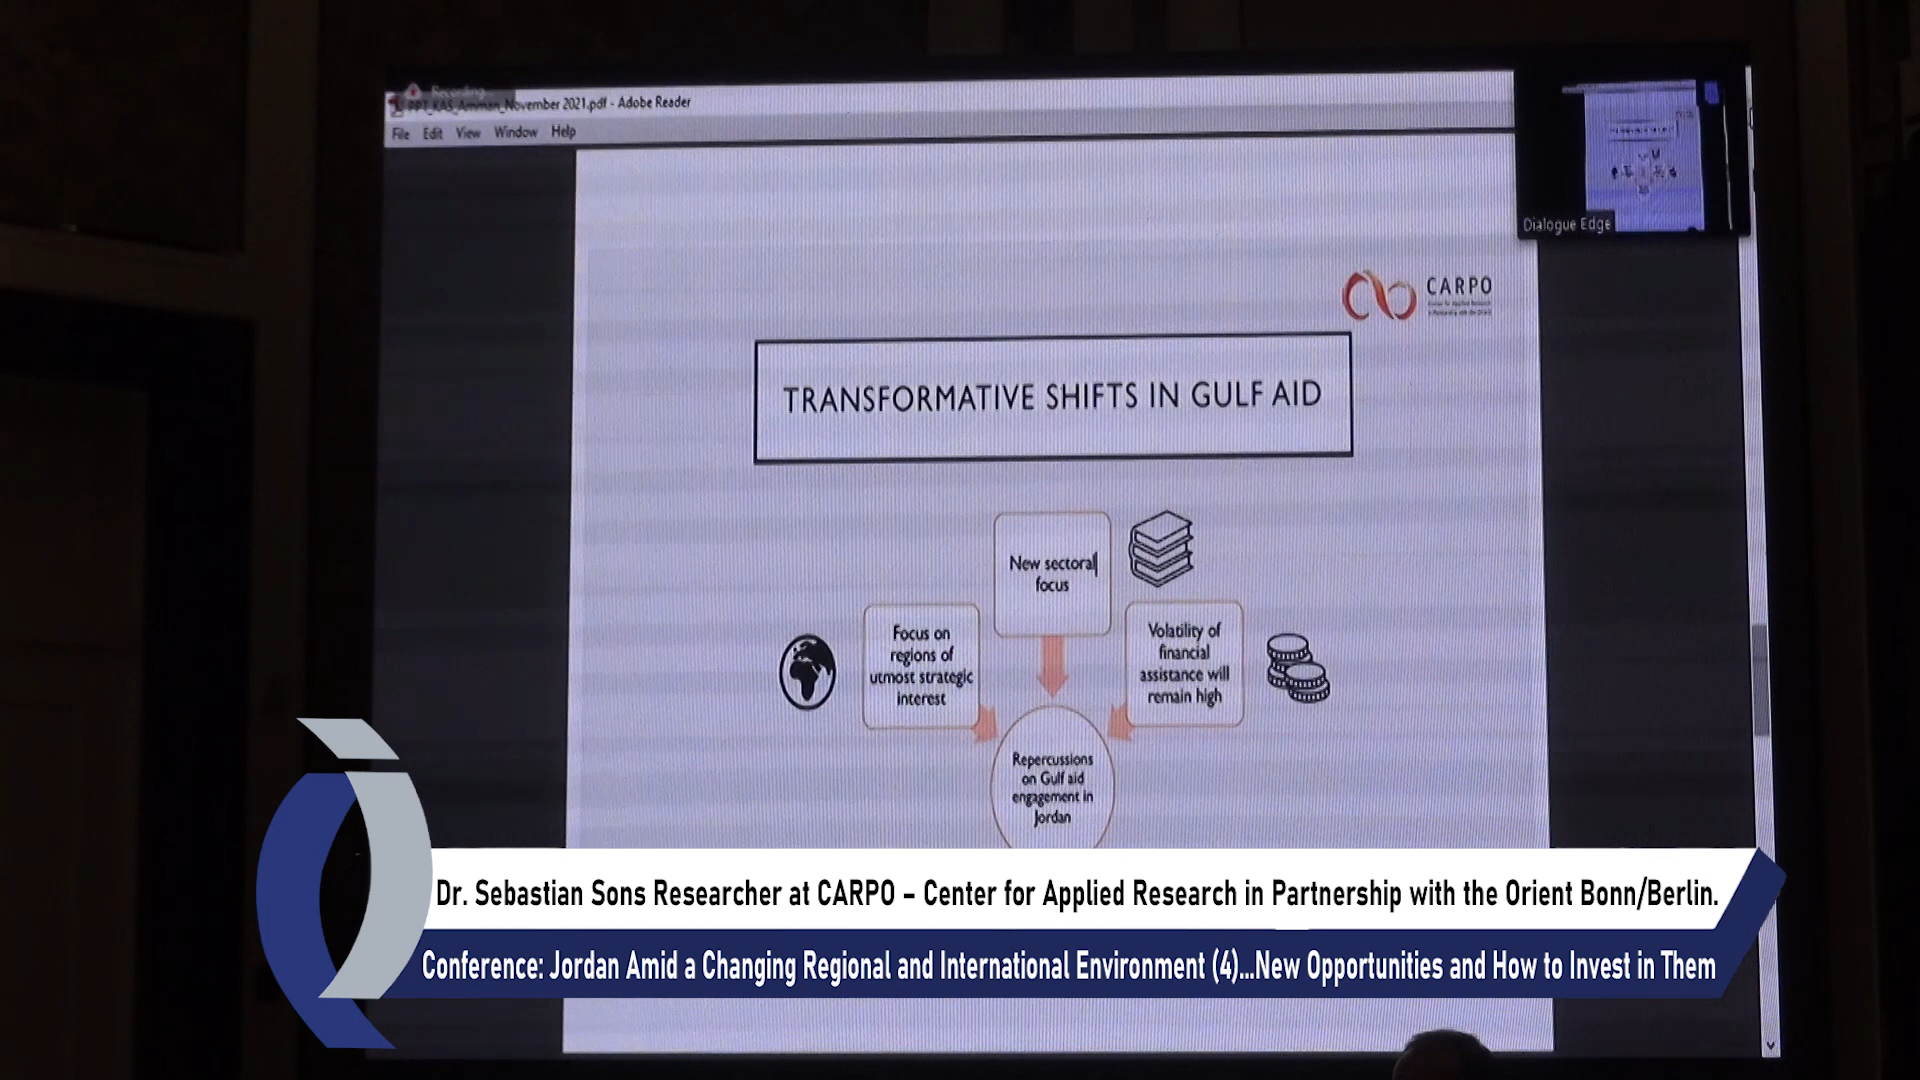 Recording...
PPT_KAS_Amman_November 2021.pdf - Adobe Reader
File Edit View Window Help
Dialogue Edge
CARPO
TRANSFORMATIVE SHIFTS IN GULF AID
New sectoral
focus
Focus on
regions of
utmost strategic
interest
Volatility of
financial
assistance will
remain high
Repercussions
on Gulf aid
engagement in
Jordan
Dr. Sebastian Sons Researcher at CARPO – Center for Applied Research in Partnership with the Orient Bonn/Berlin.
Conference: Jordan Amid a Changing Regional and International Environment (4)...New Opportunities and How to Invest in Them